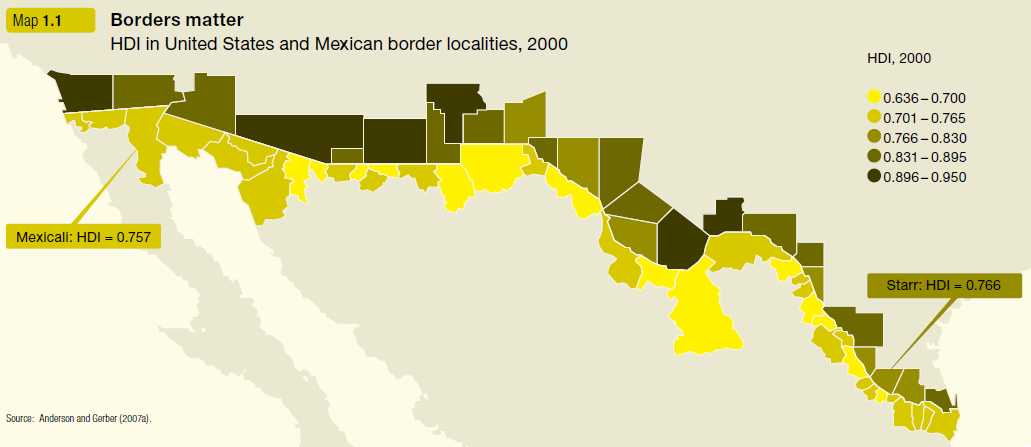 Map 1.1
Borders matter
HDI in United States and Mexican border localities, 2000
HDI, 2000
0.636 – 0.700
0.701 – 0.765
0.766 – 0.830
0.831 – 0.895
0.896 – 0.950
Mexicali: HDI = 0.757
Starr: HDI = 0.766
Source: Anderson and Gerber (2007a).